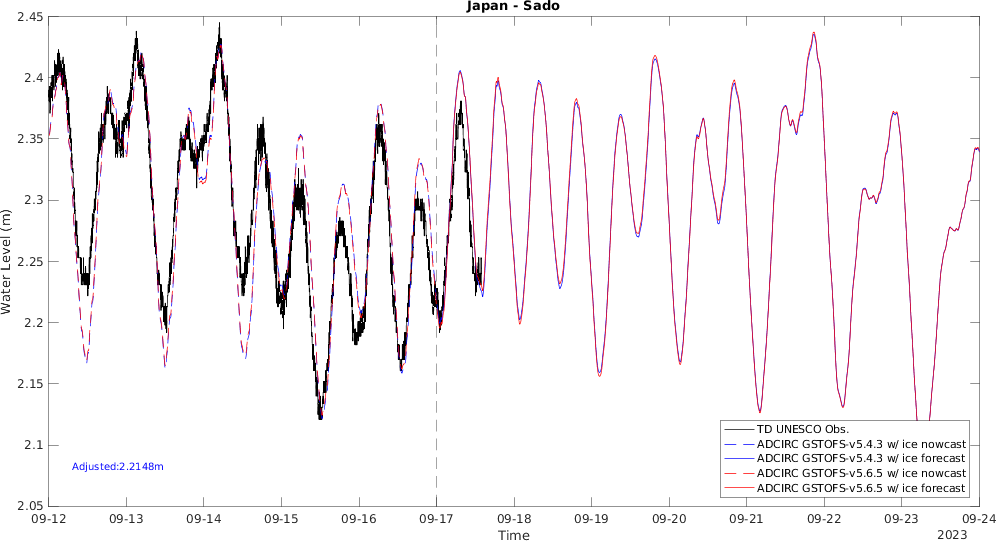 Japan - Sado
2.45
2.4
2.35
2.3
2.25
2.2
2.15
2.1
2.05
Water Level (m)
Adjusted:2.2148m
TD UNESCO Obs.
ADCIRC GSTOFS-v5.4.3 w/ ice nowcast
ADCIRC GSTOFS-v5.4.3 w/ ice forecast
ADCIRC GSTOFS-v5.6.5 w/ ice nowcast
ADCIRC GSTOFS-v5.6.5 w/ ice forecast
09-12 09-13 09-14 09-15 09-16 09-17 09-18 09-19 09-20 09-21 09-22 09-23 09-24
Time
2023